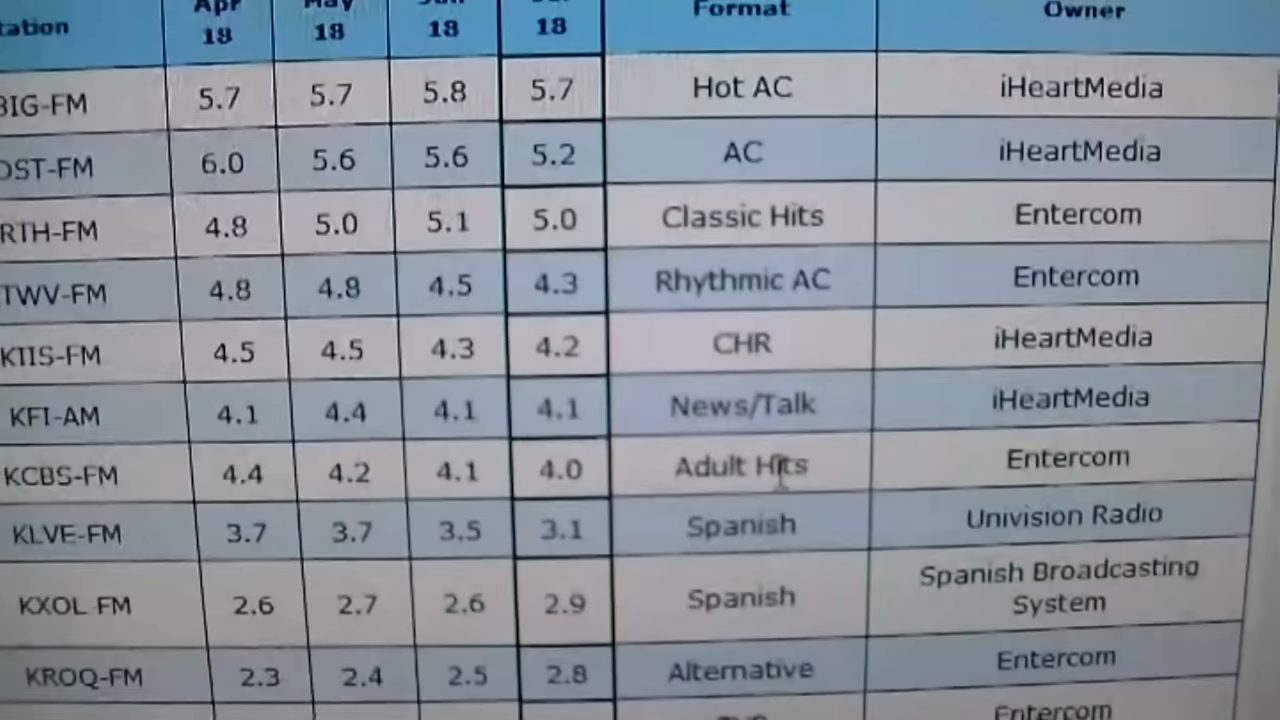 Apr 18 May 18 18 18 Format Owner
BIG-FM 5.7 5.7 5.8 5.7 Hot AC iHeartMedia
OST-FM 6.0 5.6 5.6 5.2 AC iHeartMedia
RTH-FM 4.8 5.0 5.1 5.0 Classic Hits Entercom
TWV-FM 4.8 4.8 4.5 4.3 Rhythmic AC Entercom
KIIS-FM 4.5 4.5 4.3 4.2 CHR iHeartMedia
KFI-AM 4.1 4.4 4.1 4.1 News/Talk iHeartMedia
KCBS-FM 4.4 4.2 4.1 4.0 Adult Hits Entercom
KLVE-FM 3.7 3.7 3.5 3.1 Spanish Univision Radio
KXOL-FM 2.6 2.7 2.6 2.9 Spanish Spanish Broadcasting
System
KROQ-FM 2.3 2.4 2.5 2.8 Alternative Entercom
Entercom